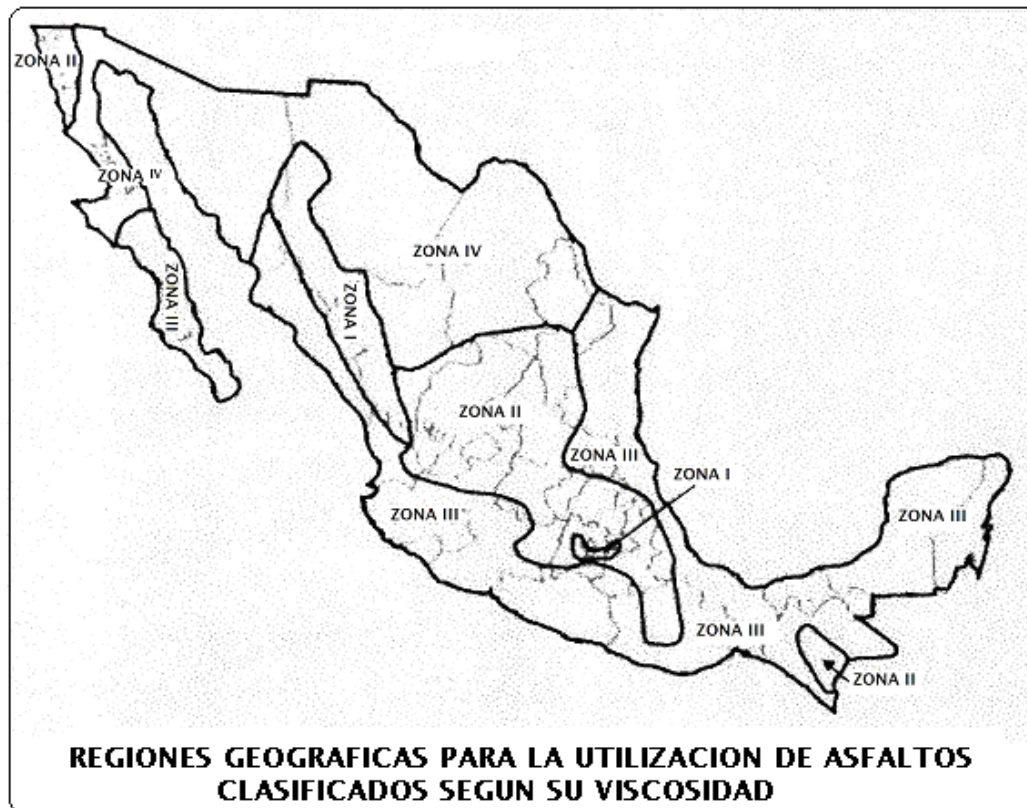 ZONA II
ZONA IV
ZONA IV
ZONA III
ZONA I
ZONA II
ZONA III
ZONA I
ZONA III
ZONA III
ZONA III
ZONA II
REGIONES GEOGRAFICAS PARA LA UTILIZACION DE ASFALTOS
CLASIFICADOS SEGUN SU VISCOSIDAD